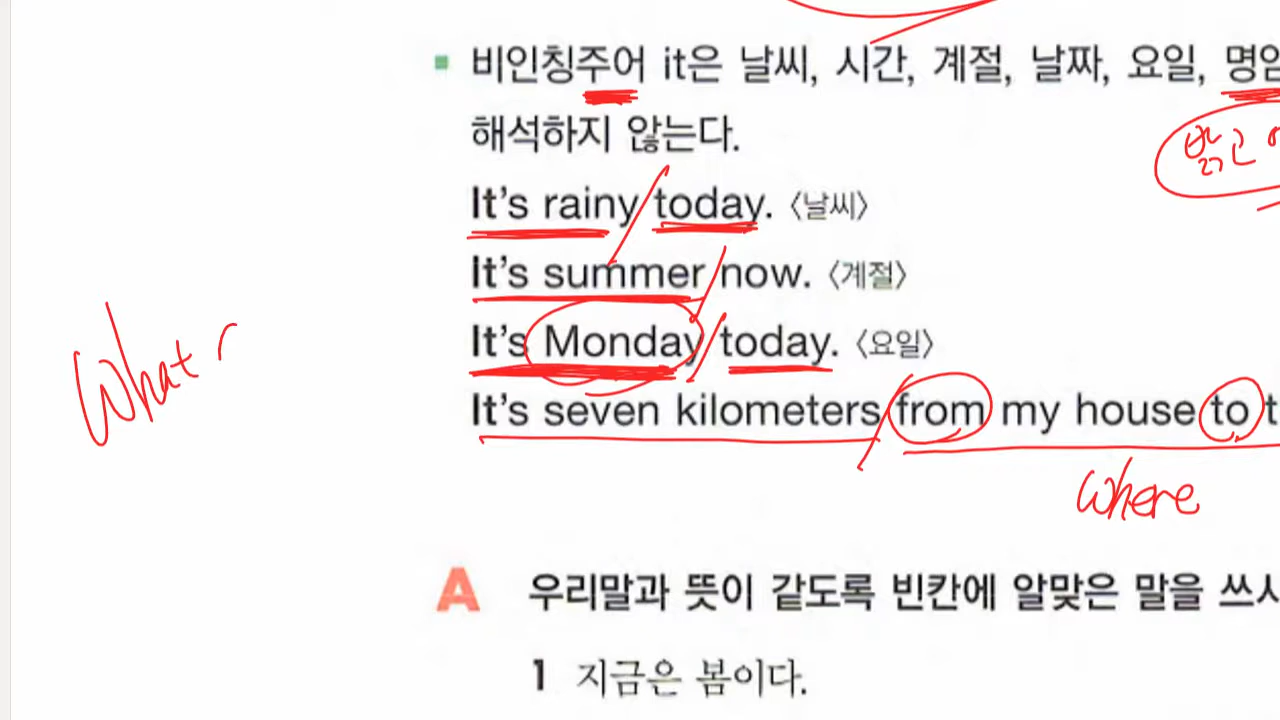 비인칭주어 it은 날씨, 시간, 계절, 날짜, 요일,
해석하지 않는다.
밝고
It's rainy today. 〈날씨〉
It's summer now. 〈계절〉
It's Monday today. 〈요일〉
What
It's seven kilometers from my house to t
where
A 우리말과 뜻이 같도록 빈칸에 알맞은 말을 쓰시
1 지금은 봄이다.